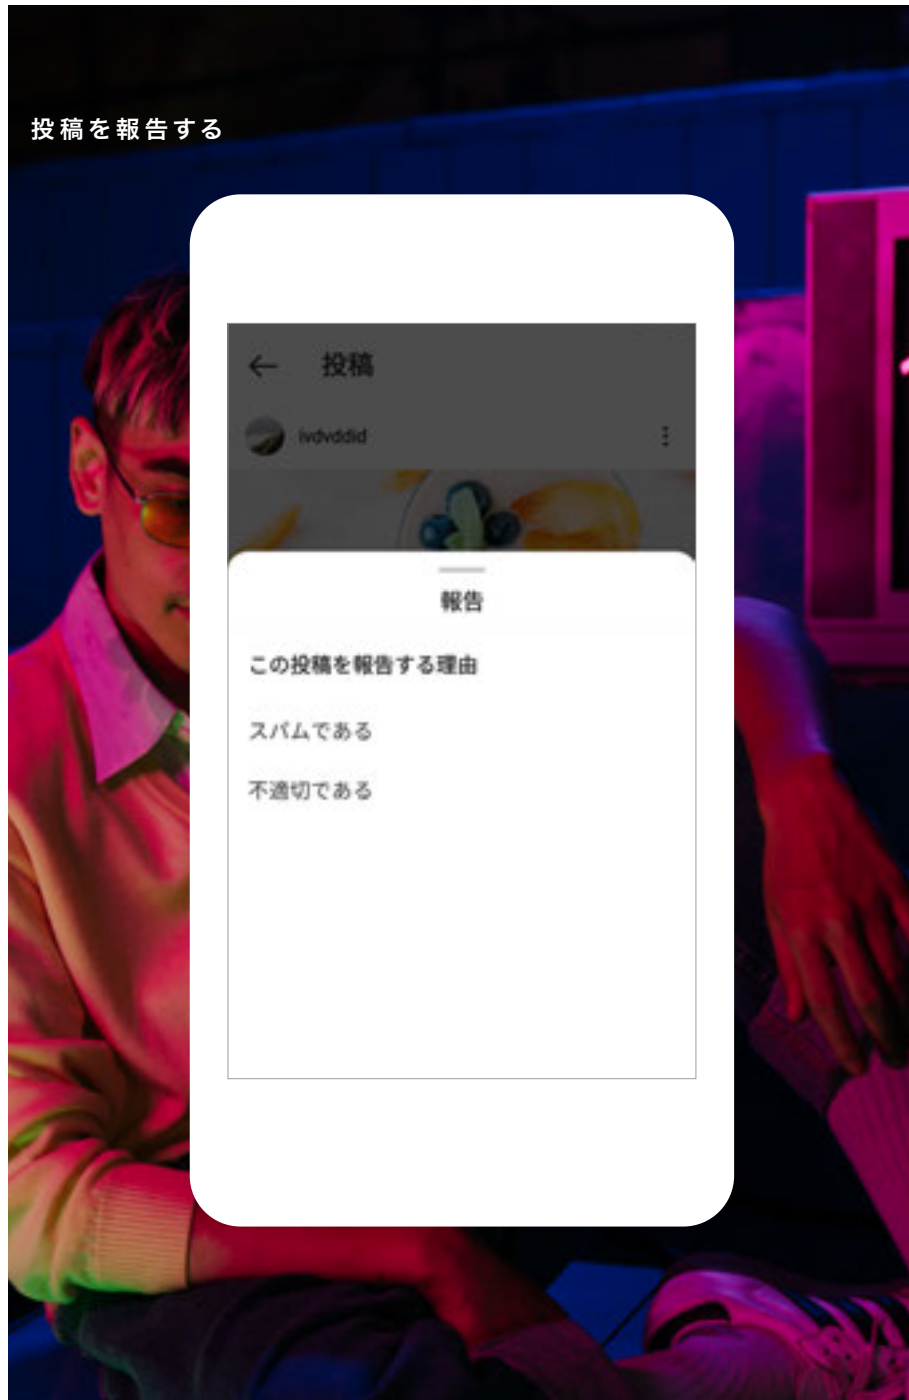 投稿を報告する
投稿
ivdvddid
報告
この投稿を報告する理由
スパムである
不適切である